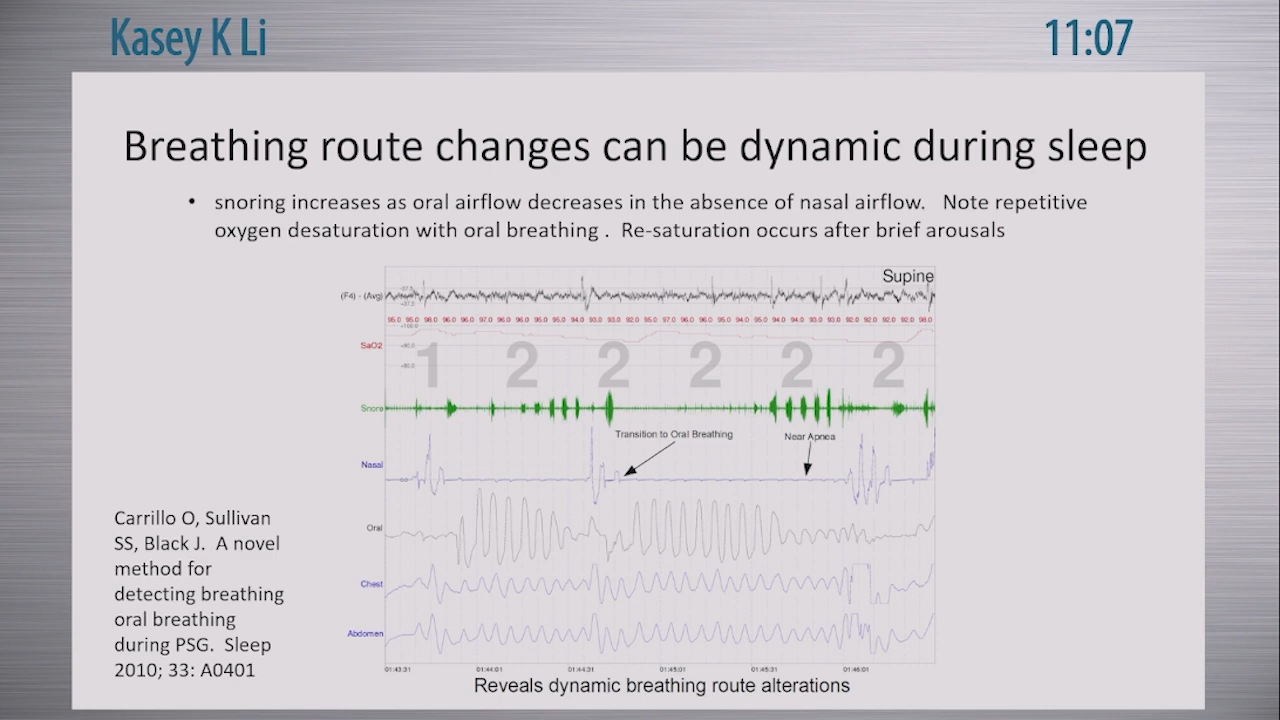 Kasey K Li
11:07
Breathing route changes can be dynamic during sleep
• snoring increases as oral airflow decreases in the absence of nasal airflow. Note repetitive
oxygen desaturation with oral breathing . Re-saturation occurs after brief arousals
Supine
(F4) - (Avg)
SaO2
1 2 2 2 2 2
Snore
Transition to Oral Breathing
Near Apnea
Nasal
Oral
Chest
Abdomen
01:43:31 01:44:01 01:44:31 01:45:01 01:45:31 01:46:01
Reveals dynamic breathing route alterations
Carrillo O, Sullivan
SS, Black J. A novel
method for
detecting breathing
oral breathing
during PSG. Sleep
2010; 33: A0401